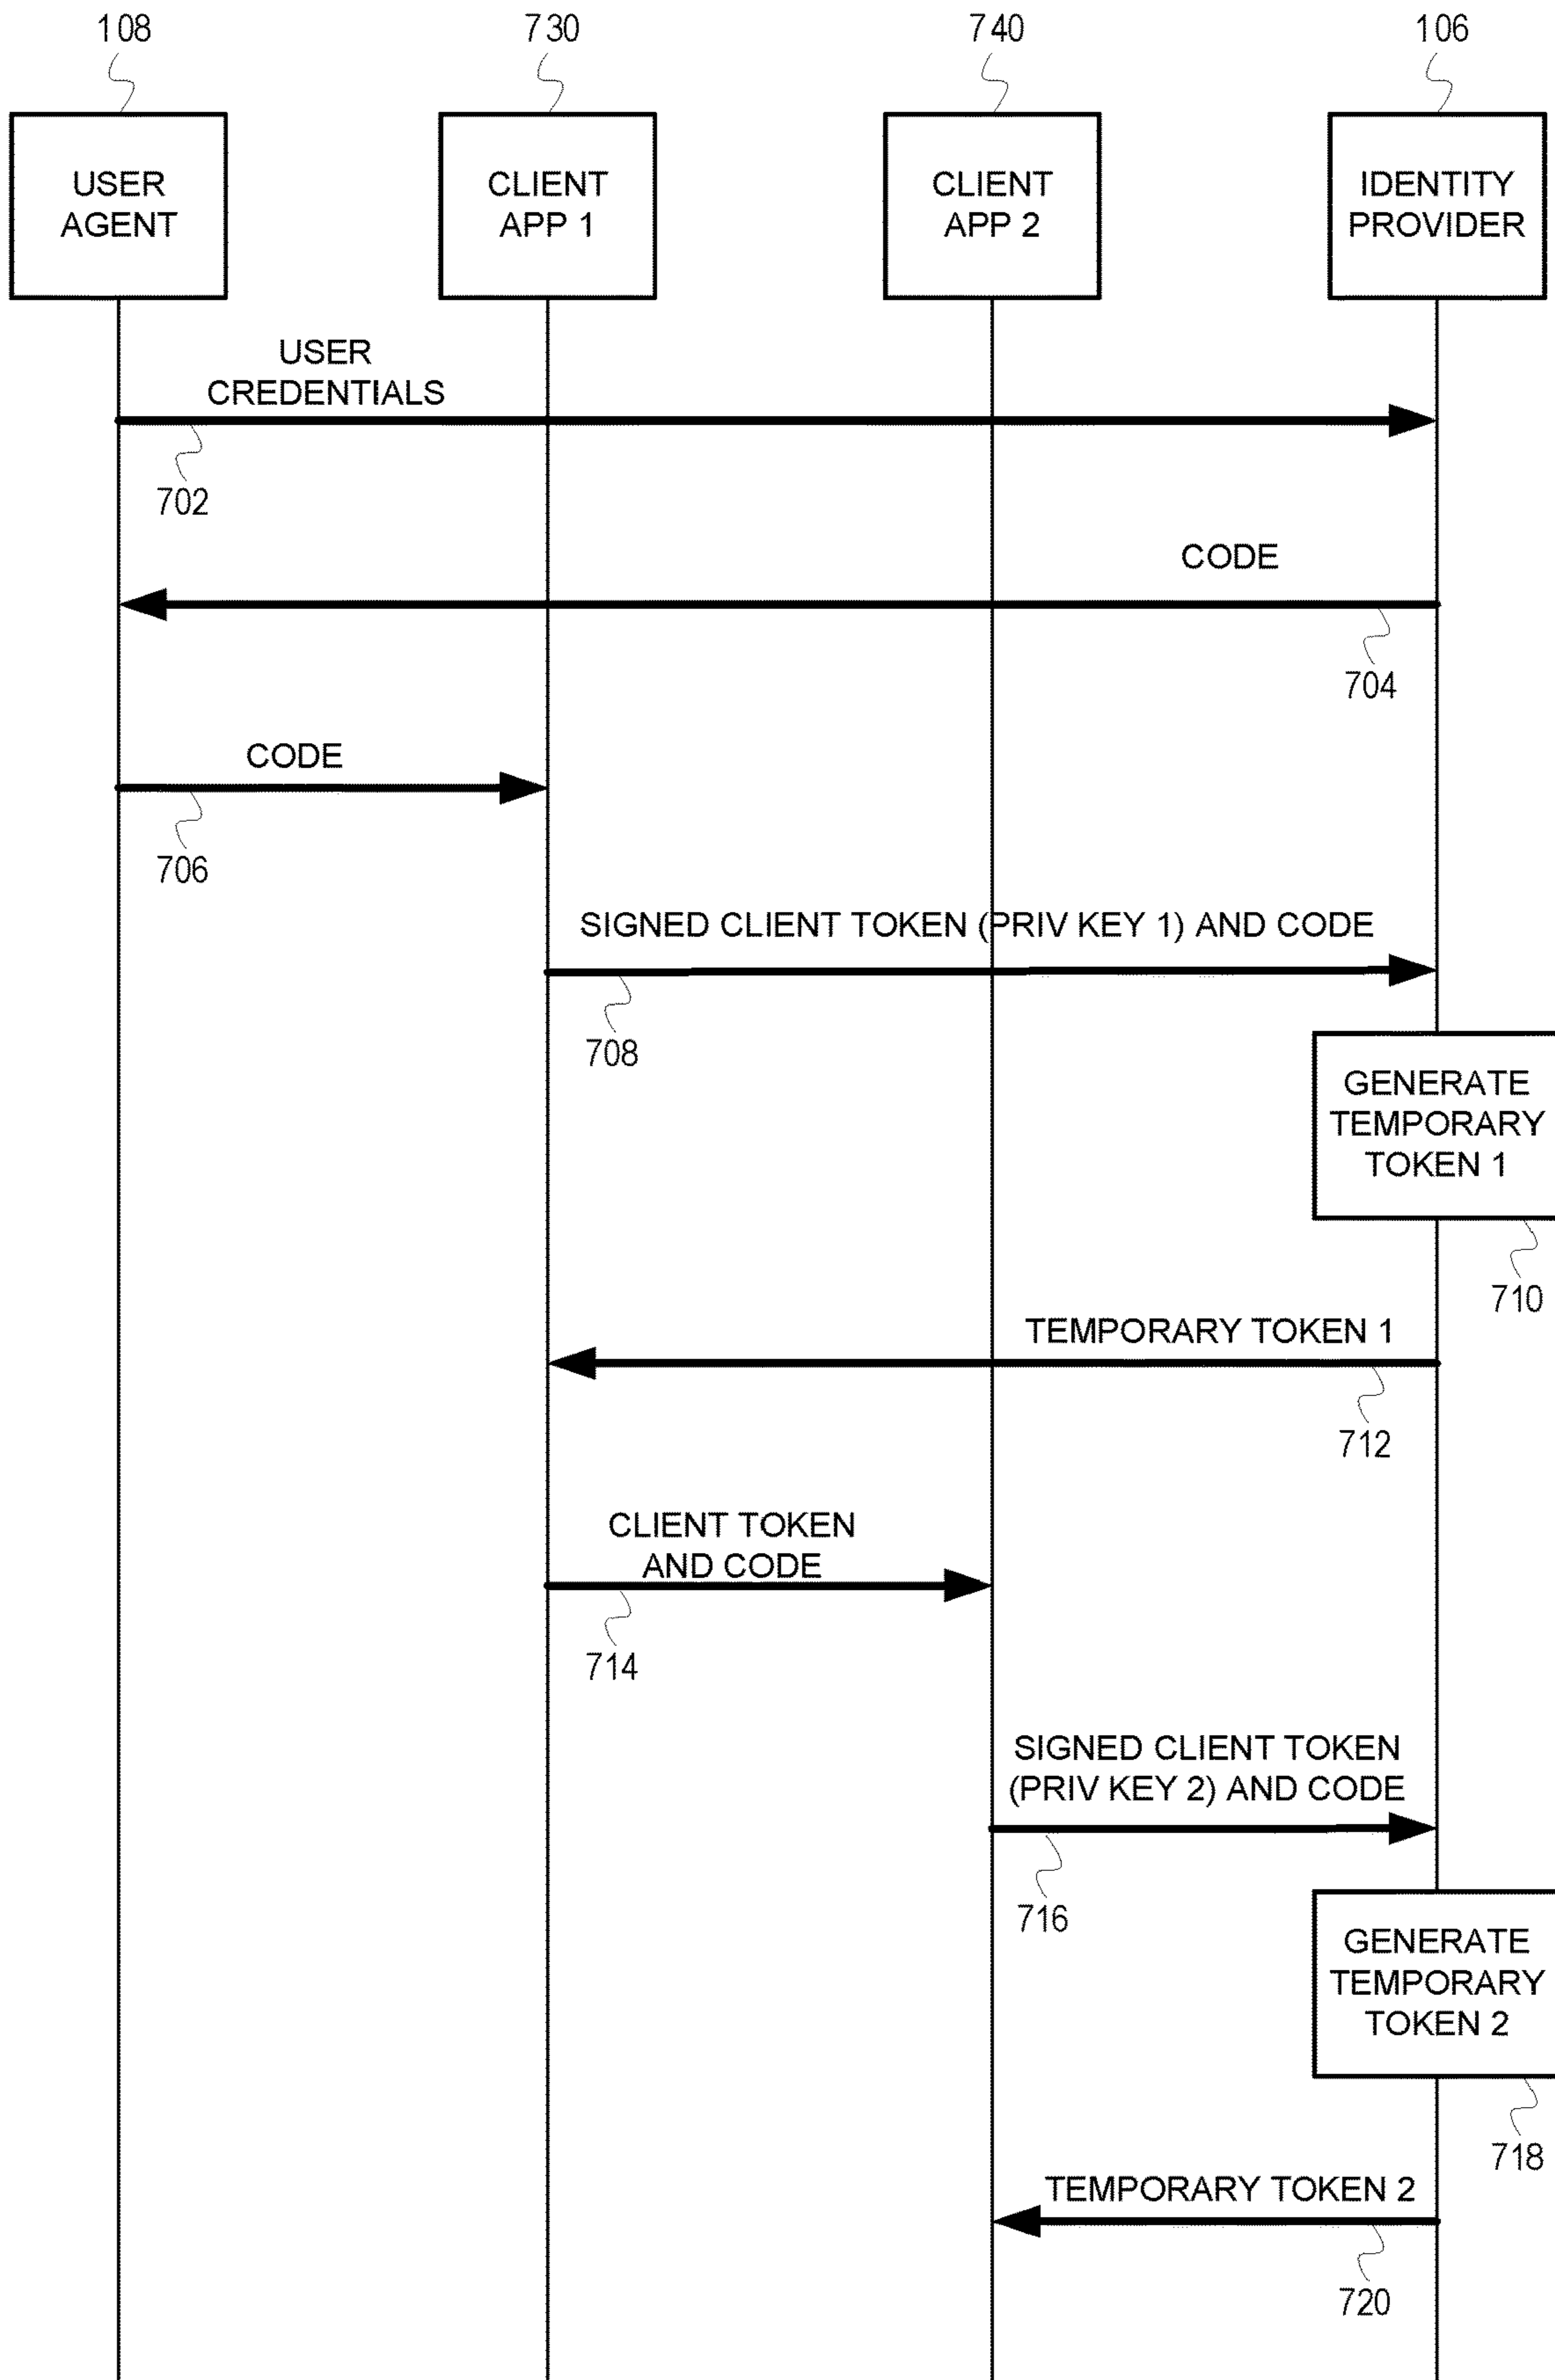 108
730
740
106
USER
AGENT
CLIENT
APP 1
CLIENT
APP 2
IDENTITY
PROVIDER
USER
CREDENTIALS
702
CODE
704
CODE
706
SIGNED CLIENT TOKEN (PRIV KEY 1) AND CODE
708
GENERATE
TEMPORARY
TOKEN 1
710
TEMPORARY TOKEN 1
712
CLIENT TOKEN
AND CODE
714
SIGNED CLIENT TOKEN
(PRIV KEY 2) AND CODE
716
GENERATE
TEMPORARY
TOKEN 2
718
TEMPORARY TOKEN 2
720